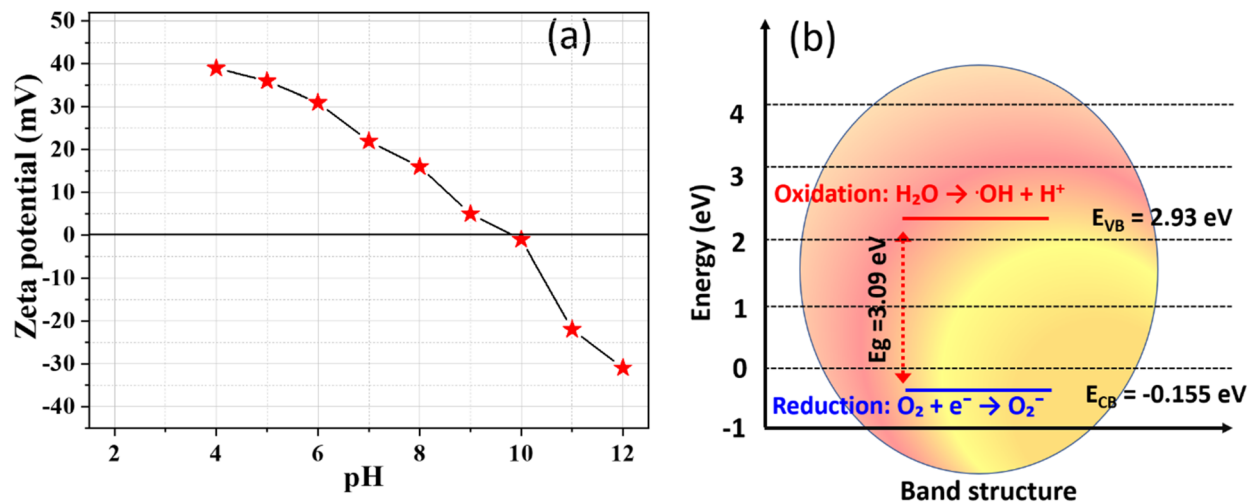 (a)
Zeta potential (mV)
50
40
30
20
10
0
-10
-20
-30
-40
2 4 6 8 10 12
pH
(b)
Energy (eV)
4
3
2
1
0
-1
Oxidation: H₂O → ·OH + H⁺
E_VB = 2.93 eV
Eg =3.09 eV
E_CB = -0.155 eV
Reduction: O₂ + e⁻ → O₂⁻
Band structure